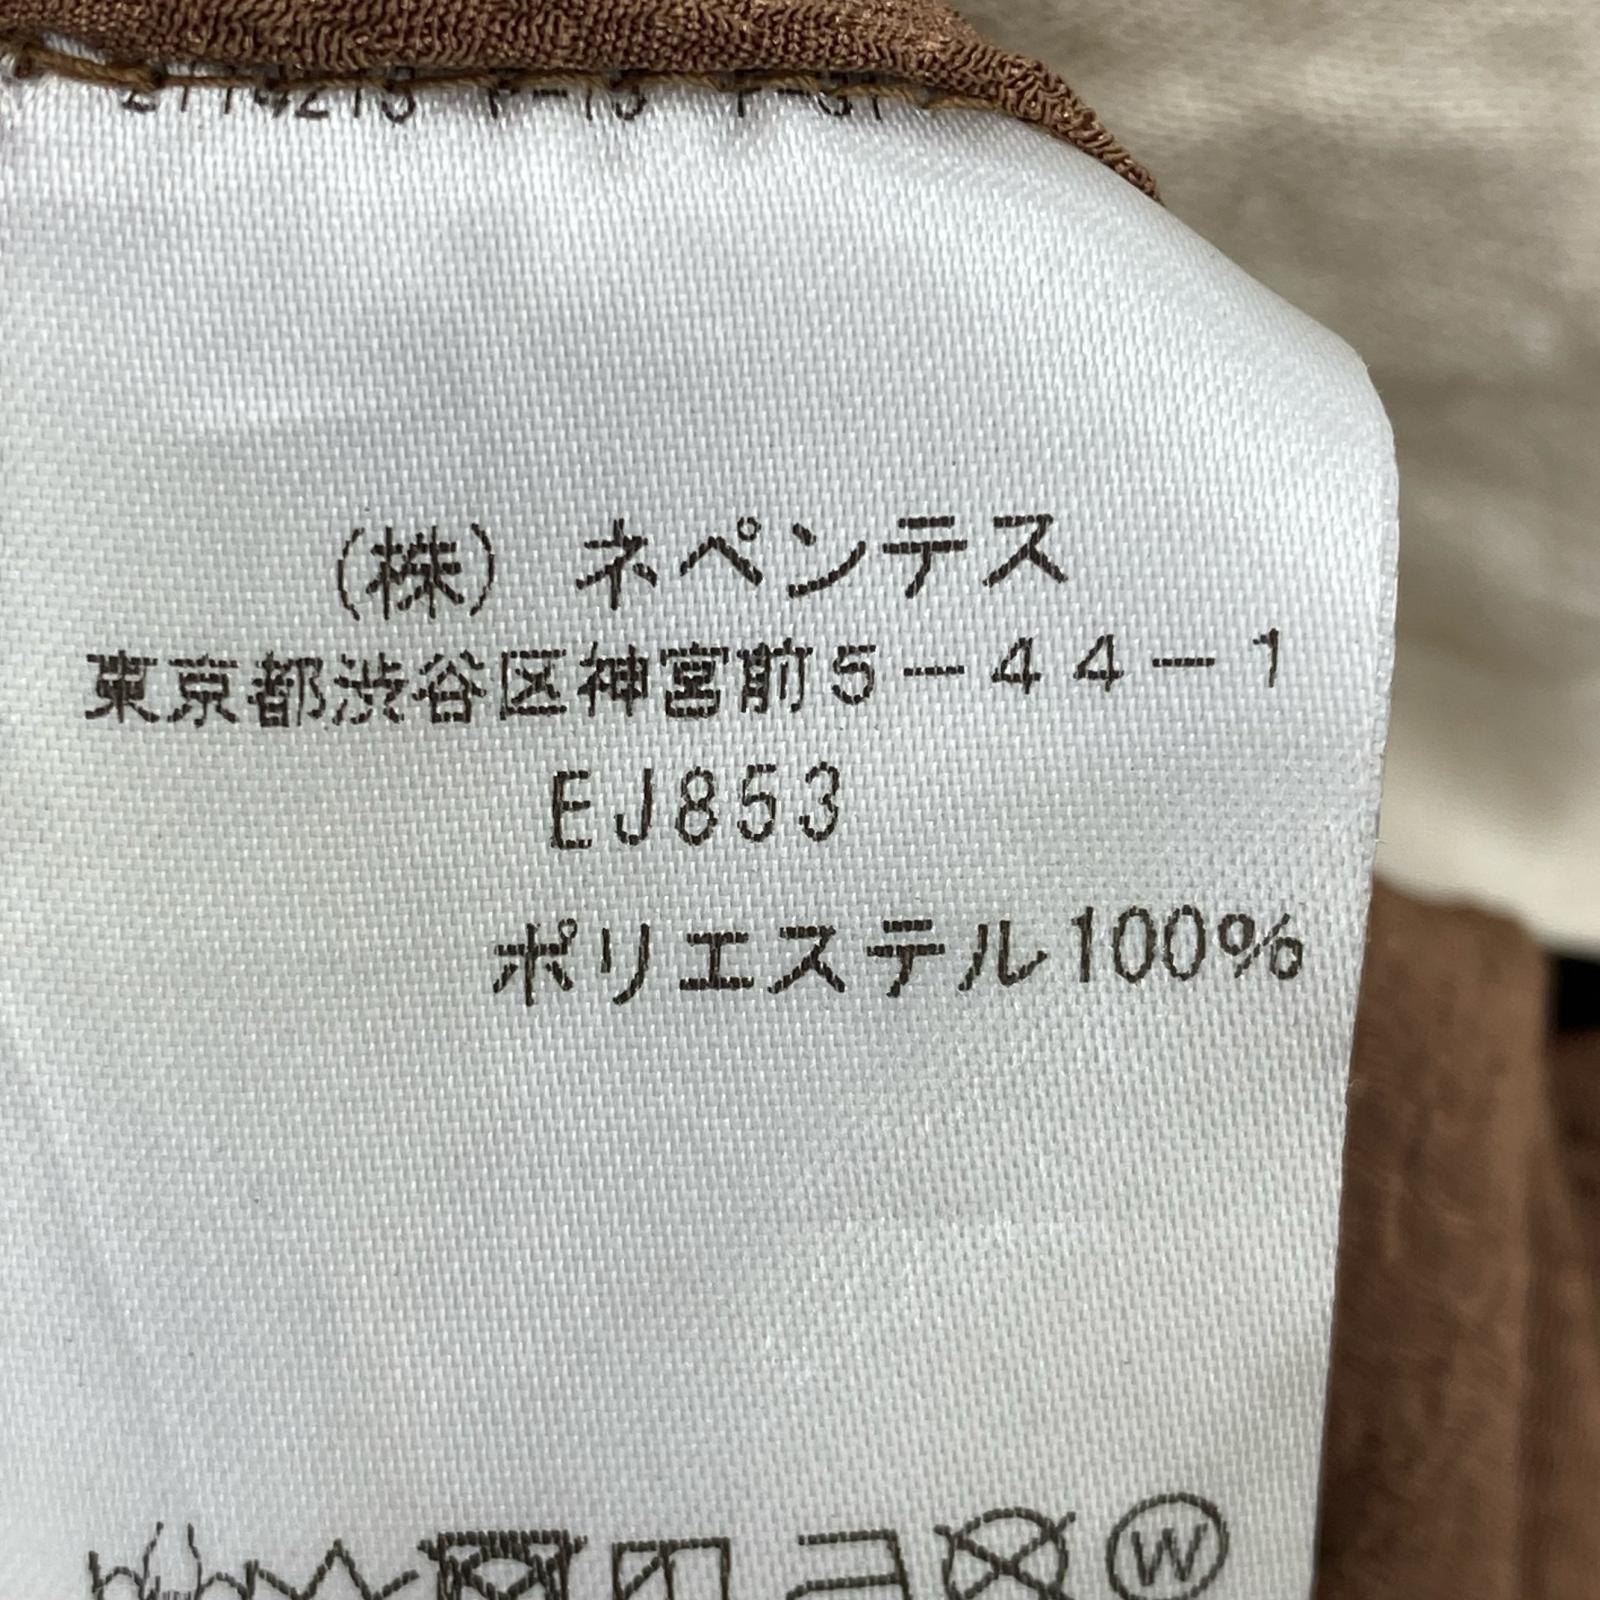 (株) ネペンテス
東京都渋谷区神宮前5-44-1
EJ853
ポリエステル100%
W